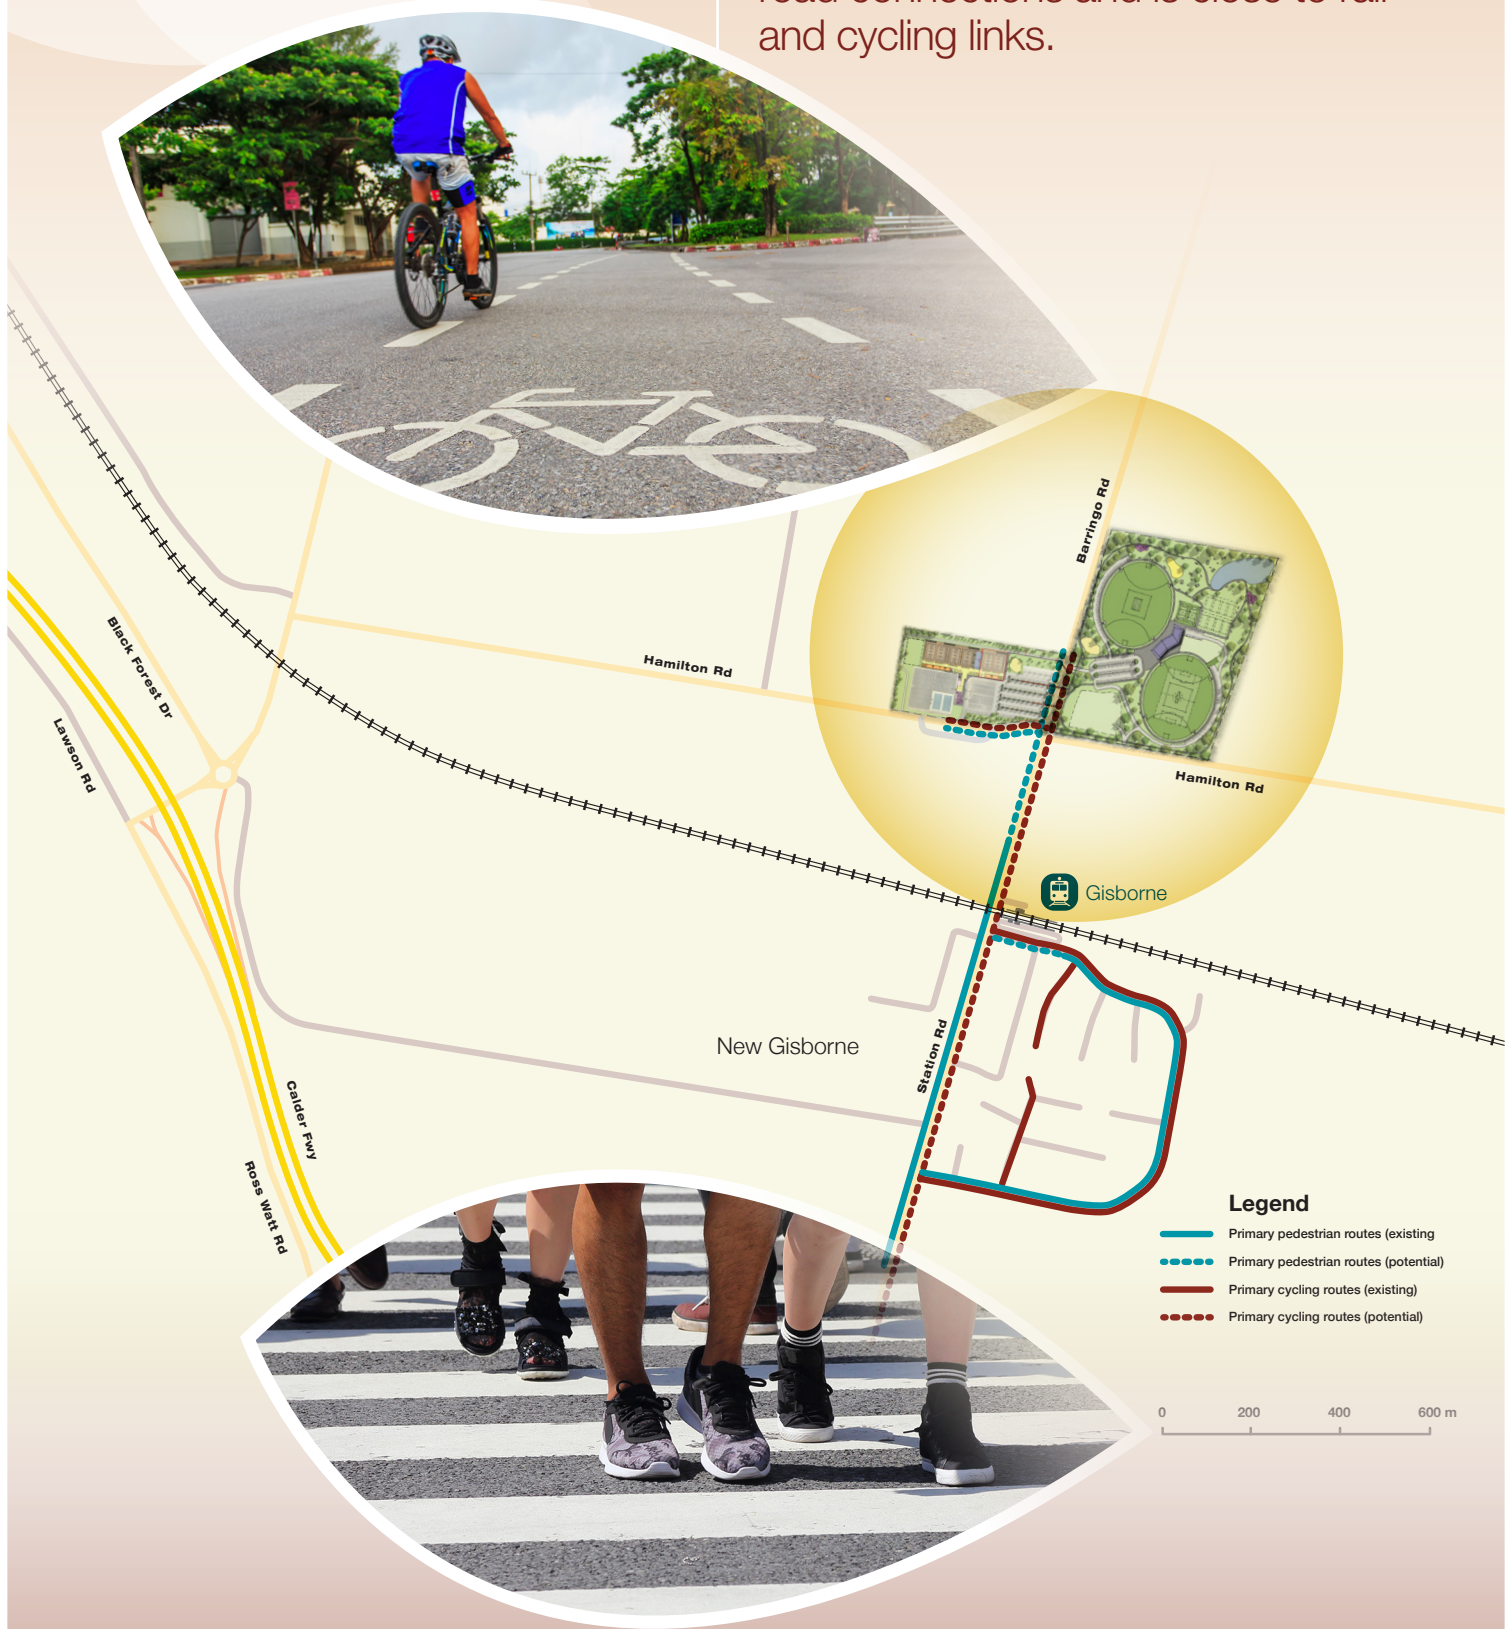 and cycling links.
Barringo Rd
Black Forest Dr
Hamilton Rd
Lawson Rd
Hamilton Rd
Gisborne
Station Rd
New Gisborne
Calder Fwy
Ross Watt Rd
Legend
Primary pedestrian routes (existing
Primary pedestrian routes (potential)
Primary cycling routes (existing)
Primary cycling routes (potential)
0 200 400 600 m